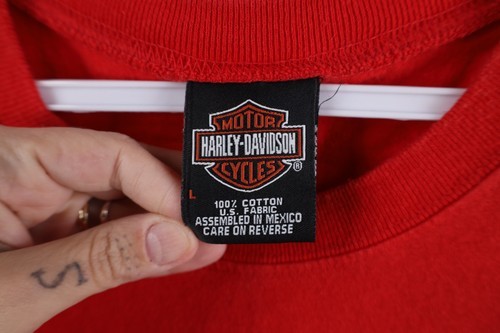 MOTOR
HARLEY-DAVIDSON
CYCLES
®
L
100% COTTON
U.S. FABRIC
ASSEMBLED IN MEXICO
CARE ON REVERSE
S